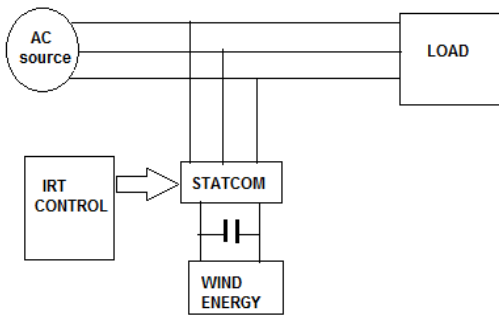 AC
source
LOAD
IRT
CONTROL
STATCOM
WIND
ENERGY